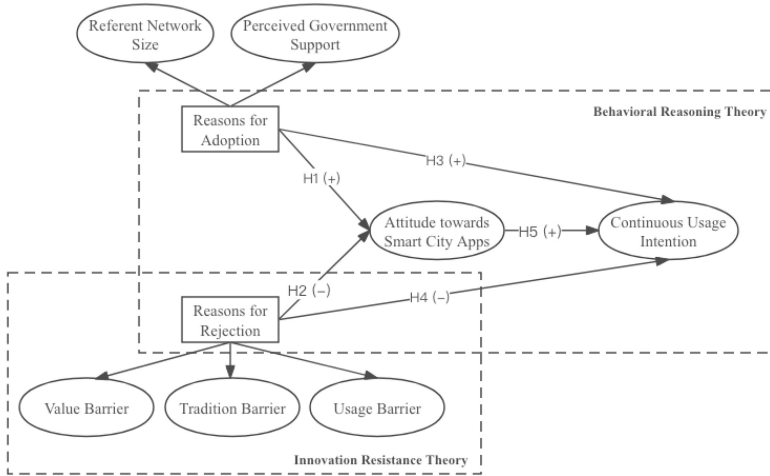 Referent Network
Size
Perceived Government
Support
Behavioral Reasoning Theory
Reasons for
Adoption
H3 (+)
H1 (+)
Attitude towards
Smart City Apps
H5 (+)
Continuous Usage
Intention
H2 (−)
H4 (−)
Reasons for
Rejection
Value Barrier
Tradition Barrier
Usage Barrier
Innovation Resistance Theory